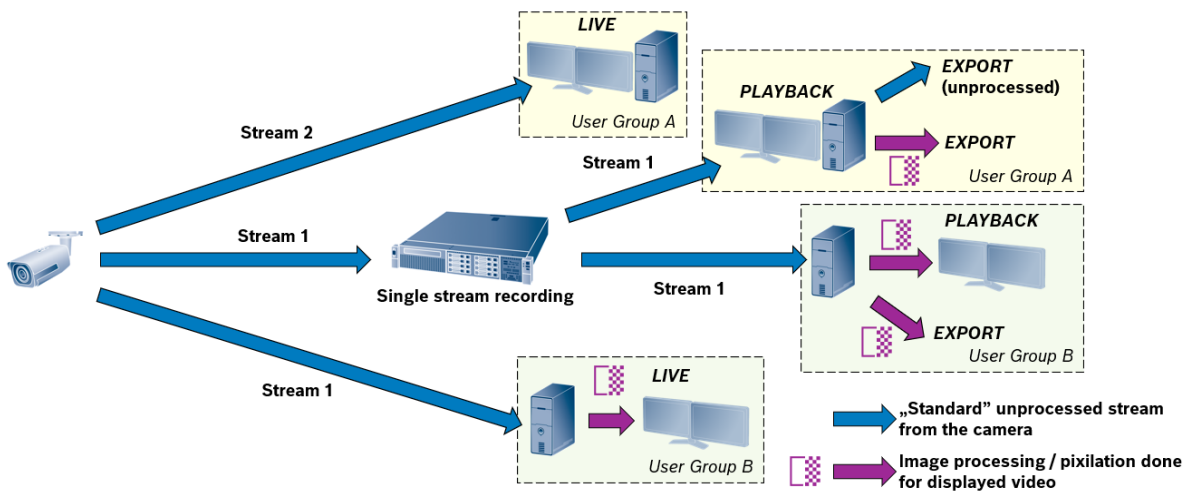 LIVE
User Group A
Stream 2
PLAYBACK
EXPORT
(unprocessed)
EXPORT
User Group A
Stream 1
Stream 1
Single stream recording
Stream 1
PLAYBACK
EXPORT
User Group B
Stream 1
LIVE
User Group B
„Standard” unprocessed stream
from the camera
Image processing / pixilation done
for displayed video